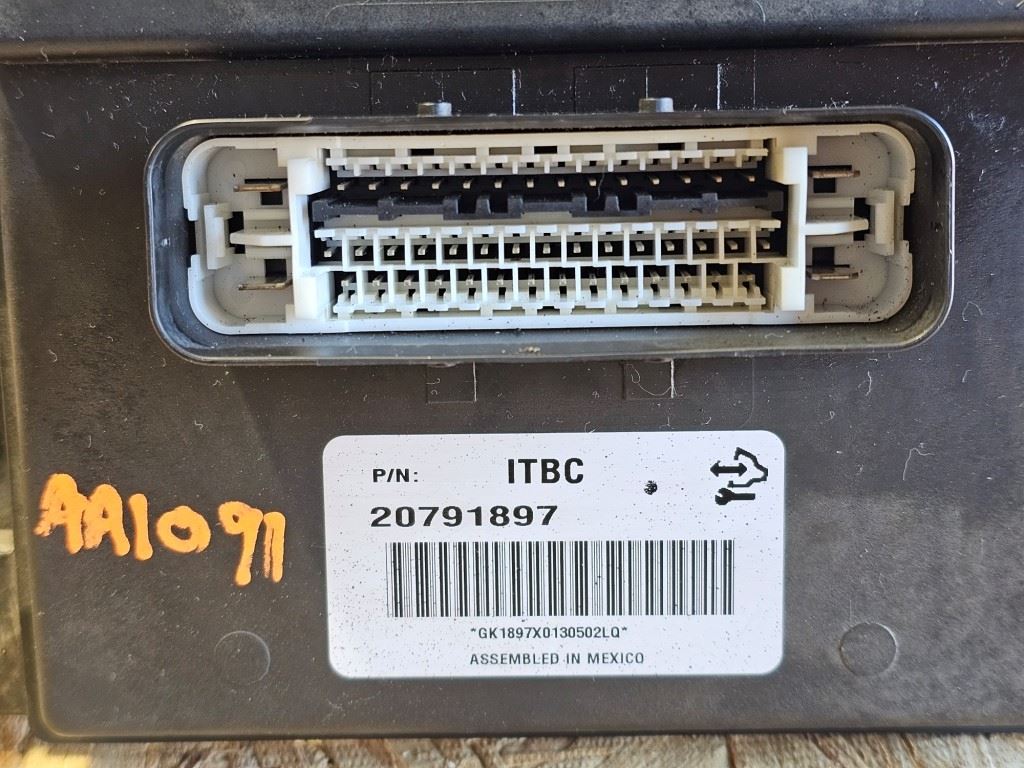 P/N: ITBC
20791897
*GK1897X0130502LQ*
ASSEMBLED IN MEXICO
AA1091